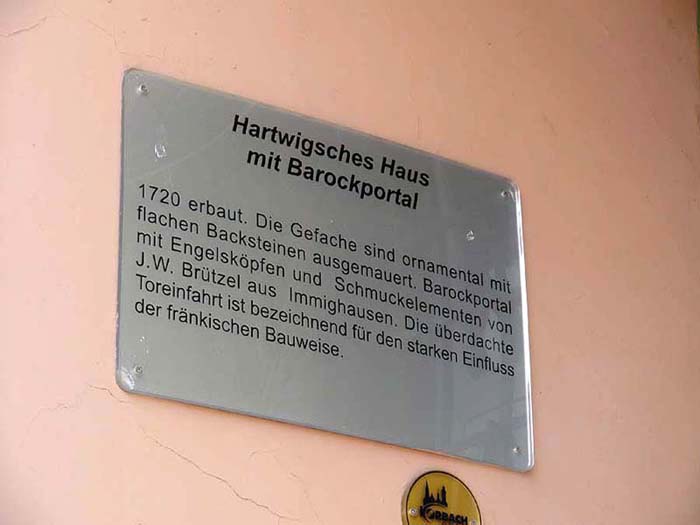 Hartwigsches Haus
mit Barockportal
1720 erbaut. Die Gefache sind ornamental mit
flachen Backsteinen ausgemauert. Barockportal
mit Engelsköpfen und Schmuckelementen von
J.W. Brützel aus Immighausen. Die überdachte
Toreinfahrt ist bezeichnend für den starken Einfluss
der fränkischen Bauweise.
KORBACH